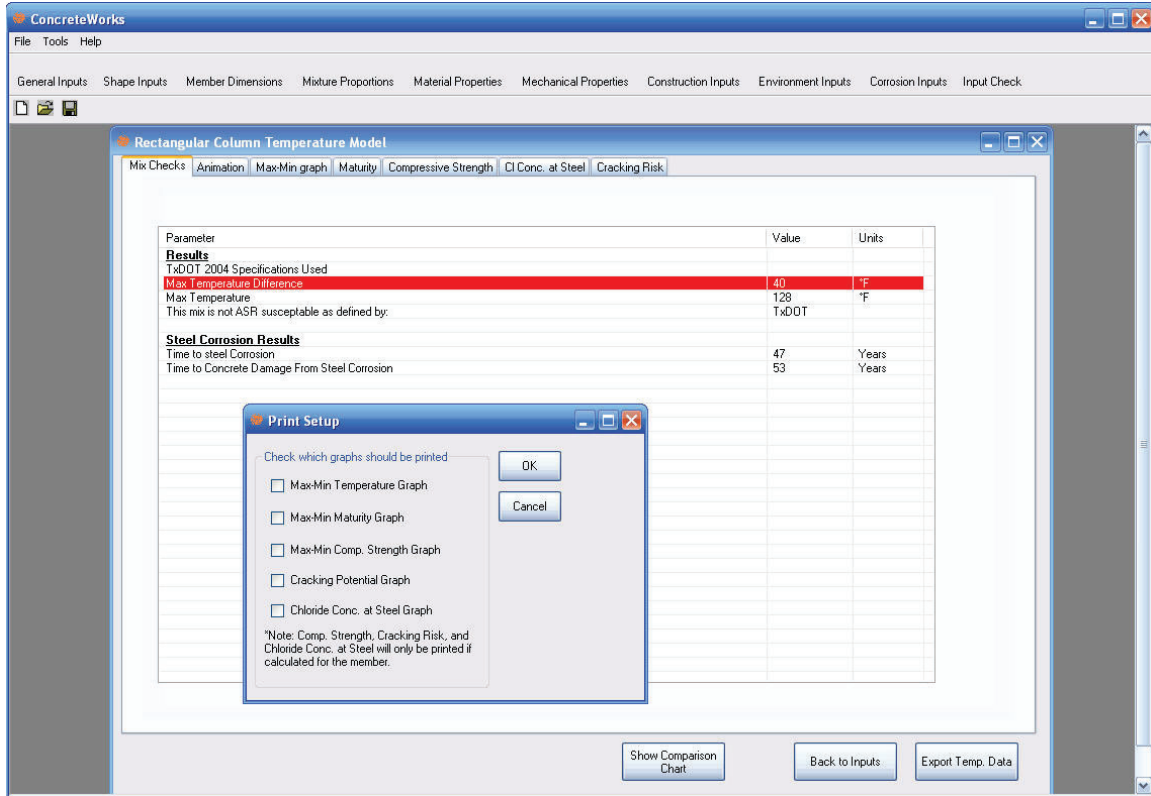 ConcreteWorks
File Tools Help
General Inputs Shape Inputs Member Dimensions Mixture Proportions Material Properties Mechanical Properties Construction Inputs Environment Inputs Corrosion Inputs Input Check
Rectangular Column Temperature Model
Mix Checks Animation Max-Min graph Maturity Compressive Strength Cl Conc. at Steel Cracking Risk
Parameter Value Units
Results
TxDOT 2004 Specifications Used
Max Temperature Difference 40 °F
Max Temperature 128 °F
This mix is not ASR susceptable as defined by: TxDOT
Steel Corrosion Results
Time to steel Corrosion 47 Years
Time to Concrete Damage From Steel Corrosion 53 Years
Print Setup
Check which graphs should be printed
Max-Min Temperature Graph
Max-Min Maturity Graph
Max-Min Comp. Strength Graph
Cracking Potential Graph
Chloride Conc. at Steel Graph
*Note: Comp. Strength, Cracking Risk, and
Chloride Conc. at Steel will only be printed if
calculated for the member.
OK
Cancel
Show Comparison
Chart
Back to Inputs
Export Temp. Data